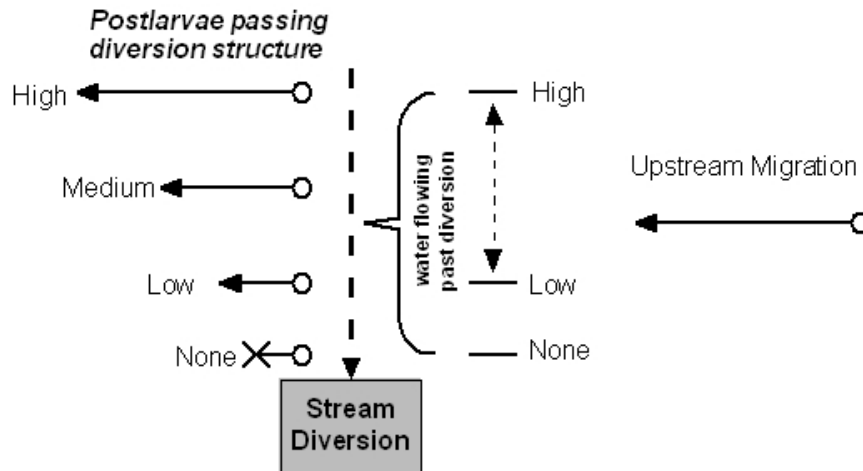 Postlarvae passing
diversion structure
High
Medium
Low
None
water flowing
past diversion
High
Low
None
Upstream Migration
Stream
Diversion